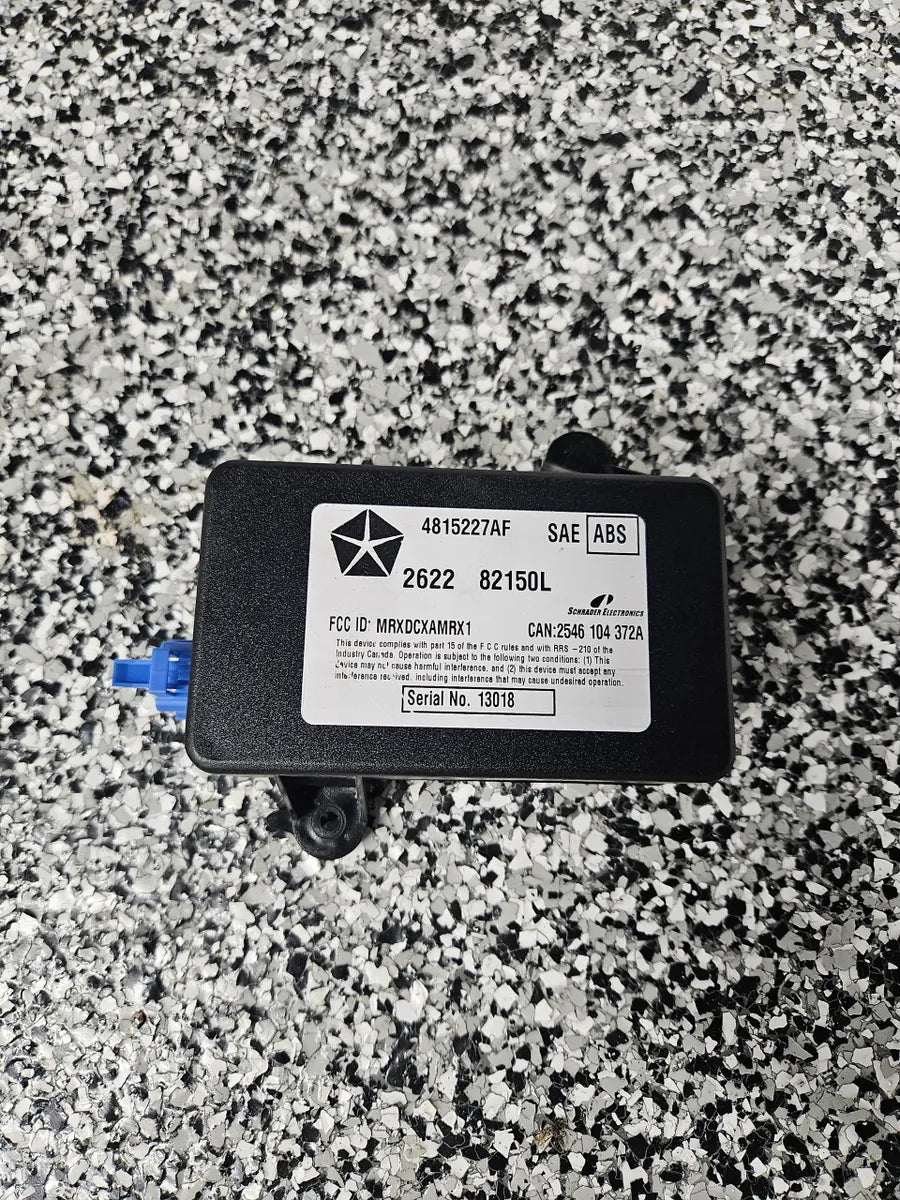 4815227AF SAE ABS
2622 82150L
SCHRADER ELECTRONICS
FCC ID: MRXDCXAMRX1 CAN:2546 104 372A
This device complies with part 15 of the F C C rules and with RRS -210 of the
Industry Canada. Operation is subject to the following two conditions: (1) This
device may not cause harmful interference, and (2) this device must accept any
interference received, including interference that may cause undesired operation.
Serial No. 13018